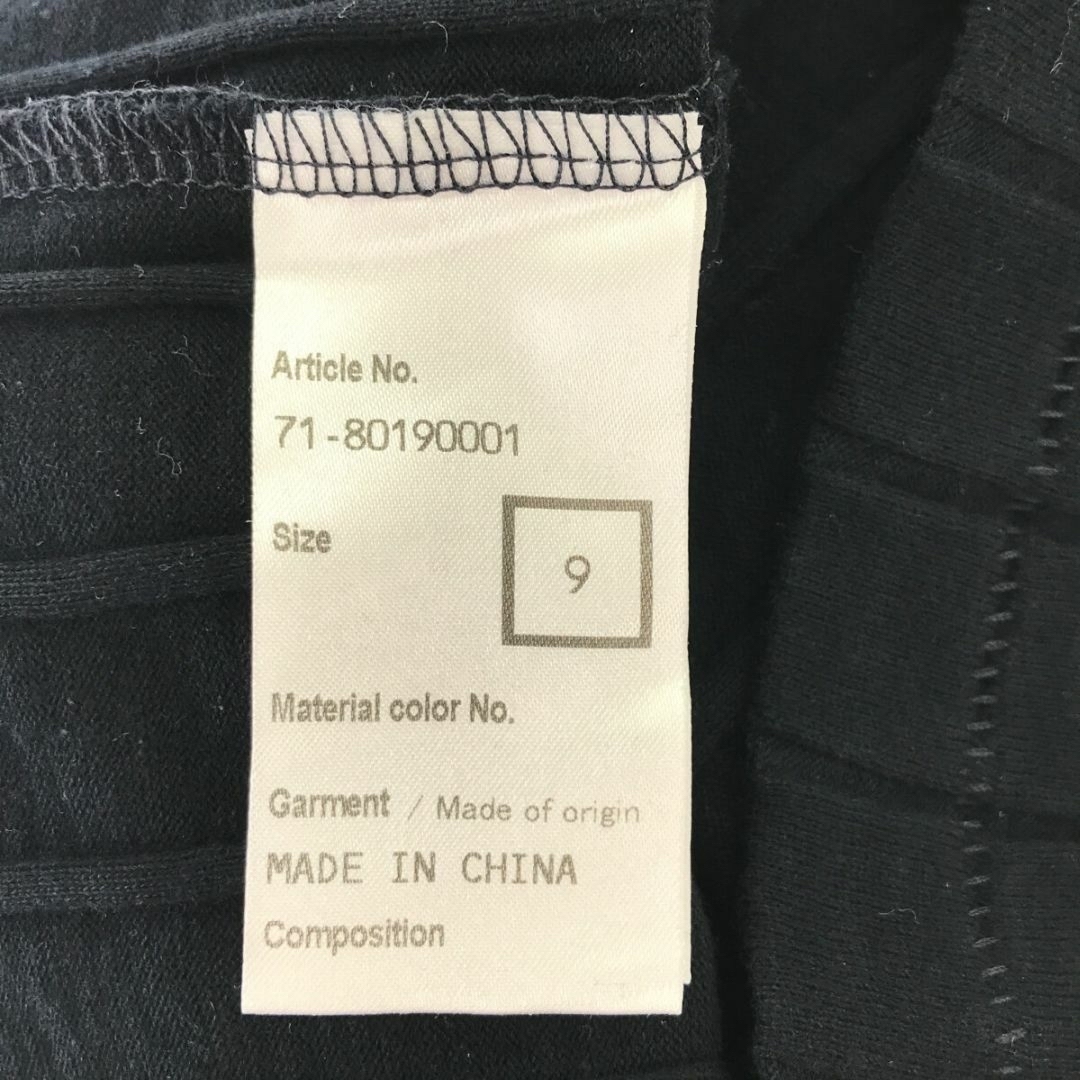 Article No.
71-80190001
Size
9
Material color No.
Garment / Made of origin
MADE IN CHINA
Composition